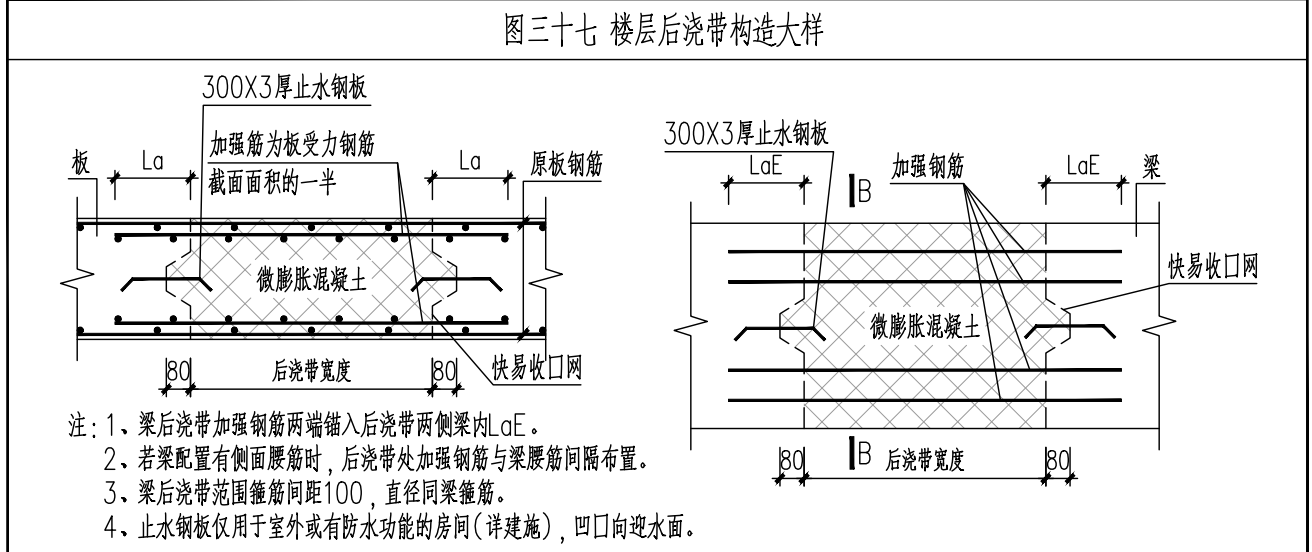 图三十七 楼层后浇带构造大样
300X3厚止水钢板
加强筋为板受力钢筋
截面面积的一半
板
La
La
原板钢筋
微膨胀混凝土
80
后浇带宽度
80
快易收口网
300X3厚止水钢板
LaE
B
加强钢筋
LaE
梁
快易收口网
微膨胀混凝土
80
B
后浇带宽度
80
注:1、梁后浇带加强钢筋两端锚入后浇带两侧梁内LaE。
2、若梁配置有侧面腰筋时,后浇带处加强钢筋与梁腰筋间隔布置。
3、梁后浇带范围箍筋间距100,直径同梁箍筋。
4、止水钢板仅用于室外或有防水功能的房间(详建施),凹口向迎水面。